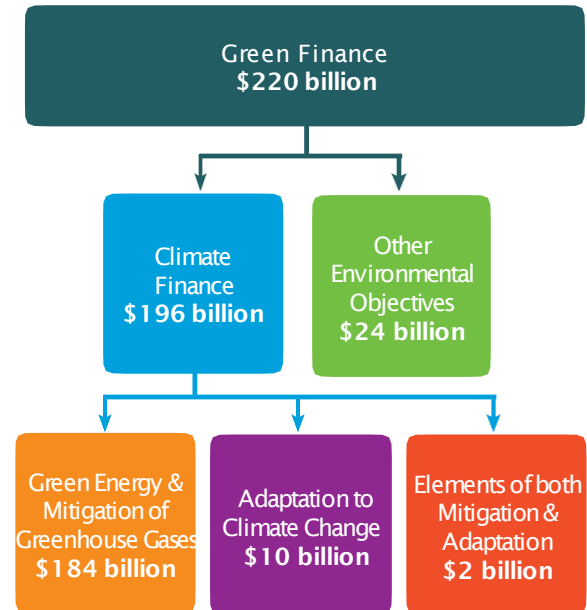 Green Finance
$220 billion
Climate
Finance
$196 billion
Other
Environmental
Objectives
$24 billion
Green Energy &
Mitigation of
Greenhouse Gases
$184 billion
Adaptation to
Climate Change
$10 billion
Elements of both
Mitigation &
Adaptation
$2 billion